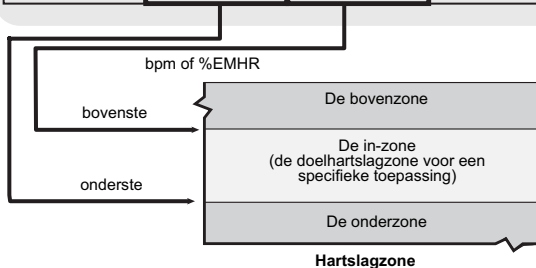 bpm of %EMHR
De bovenzone
bovenste
De in-zone
(de doelhartslagzone voor een
specifieke toepassing)
onderste
De onderzone
Hartslagzone